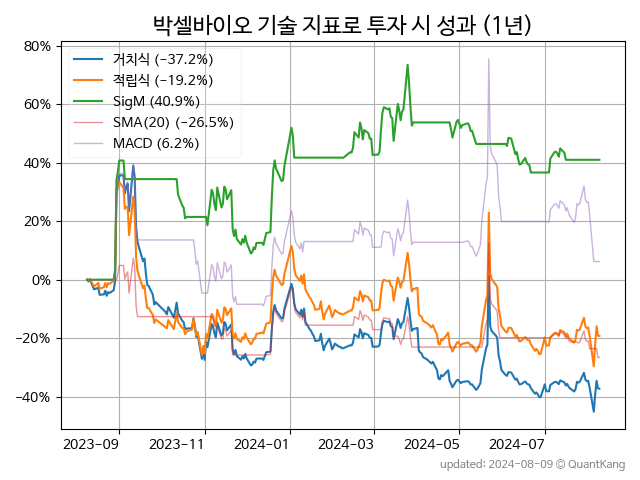 박셀바이오 기술 지표로 투자 시 성과 (1년)
거치식 (-37.2%)
적립식 (-19.2%)
SigM (40.9%)
SMA(20) (-26.5%)
MACD (6.2%)
80%
60%
40%
20%
0%
-20%
-40%
2023-09 2023-11 2024-01 2024-03 2024-05 2024-07
updated: 2024-08-09 © QuantKang